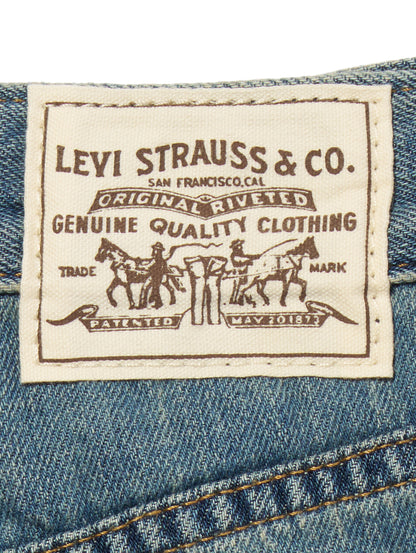 LEVI STRAUSS & CO.
SAN FRANCISCO, CAL
ORIGINAL RIVETED
GENUINE QUALITY CLOTHING
TRADE MARK
PATENTED MAY 20 1873